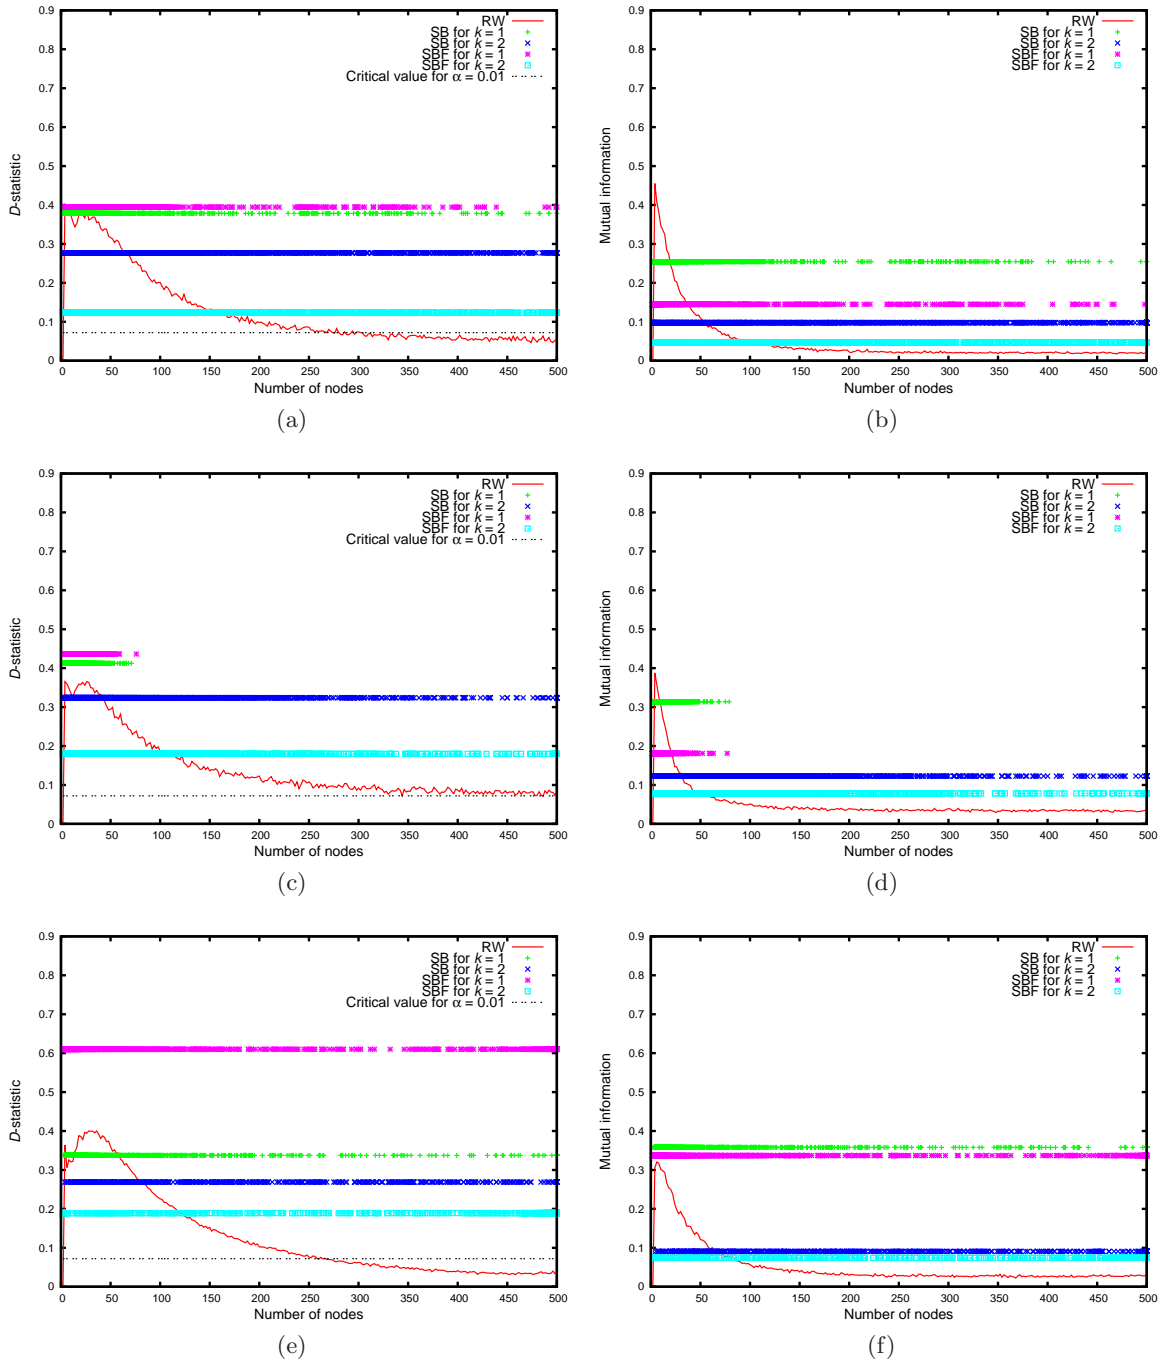 0.9
0.8
0.7
0.6
0.5
0.4
0.3
0.2
0.1
0
D-statistic
RW
SB for k = 1
SB for k = 2
SBF for k = 1
SBF for k = 2
Critical value for α = 0.01
0 50 100 150 200 250 300 350 400 450 500
Number of nodes
(a)
0.9
0.8
0.7
0.6
0.5
0.4
0.3
0.2
0.1
0
Mutual information
RW
SB for k = 1
SB for k = 2
SBF for k = 1
SBF for k = 2
0 50 100 150 200 250 300 350 400 450 500
Number of nodes
(b)
0.9
0.8
0.7
0.6
0.5
0.4
0.3
0.2
0.1
0
D-statistic
RW
SB for k = 1
SB for k = 2
SBF for k = 1
SBF for k = 2
Critical value for α = 0.01
0 50 100 150 200 250 300 350 400 450 500
Number of nodes
(c)
0.9
0.8
0.7
0.6
0.5
0.4
0.3
0.2
0.1
0
Mutual information
RW
SB for k = 1
SB for k = 2
SBF for k = 1
SBF for k = 2
0 50 100 150 200 250 300 350 400 450 500
Number of nodes
(d)
0.9
0.8
0.7
0.6
0.5
0.4
0.3
0.2
0.1
0
D-statistic
RW
SB for k = 1
SB for k = 2
SBF for k = 1
SBF for k = 2
Critical value for α = 0.01
0 50 100 150 200 250 300 350 400 450 500
Number of nodes
(e)
0.9
0.8
0.7
0.6
0.5
0.4
0.3
0.2
0.1
0
Mutual information
RW
SB for k = 1
SB for k = 2
SBF for k = 1
SBF for k = 2
0 50 100 150 200 250 300 350 400 450 500
Number of nodes
(f)